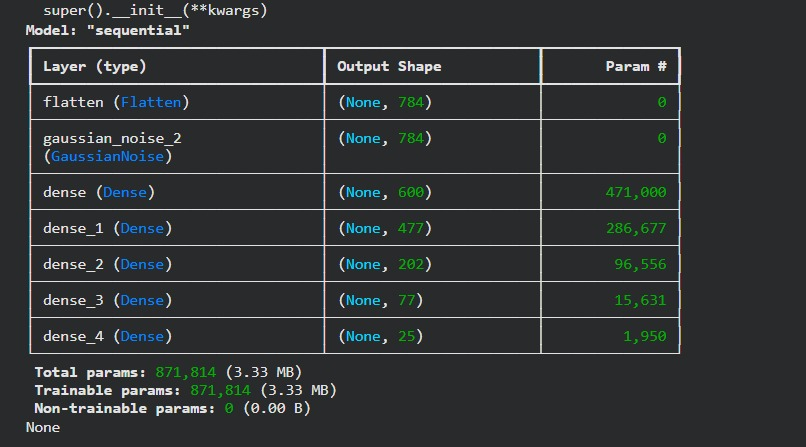 super().__init__(**kwargs)
Model: "sequential"
Layer (type) Output Shape Param #
flatten (Flatten) (None, 784) 0
gaussian_noise_2 (None, 784) 0
(GaussianNoise)
dense (Dense) (None, 600) 471,000
dense_1 (Dense) (None, 477) 286,677
dense_2 (Dense) (None, 202) 96,556
dense_3 (Dense) (None, 77) 15,631
dense_4 (Dense) (None, 25) 1,950
Total params: 871,814 (3.33 MB)
Trainable params: 871,814 (3.33 MB)
Non-trainable params: 0 (0.00 B)
None